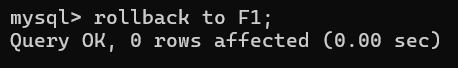 mysql> rollback to F1;
Query OK, 0 rows affected (0.00 sec)